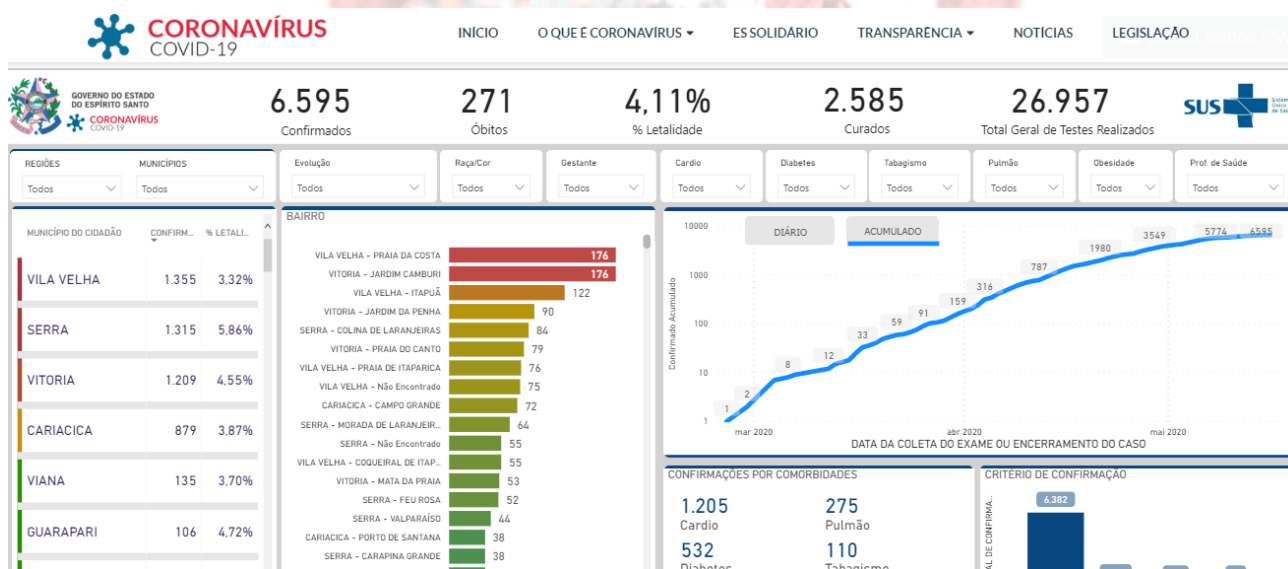 CORONAVÍRUS
COVID-19
INÍCIO O QUE É CORONAVÍRUS ES SOLIDÁRIO TRANSPARÊNCIA NOTÍCIAS LEGISLAÇÃO
GOVERNO DO ESTADO
DO ESPÍRITO SANTO
CORONAVÍRUS
COVID-19
6.595 271 4,11% 2.585 26.957
Confirmados Óbitos % Letalidade Curados Total Geral de Testes Realizados
SUS
REGIÕES MUNICÍPIOS Evolução Raça/Cor Gestante Cardio Diabetes Tabagismo Pulmão Obesidade Prof. de Saúde
Todos Todos Todos Todos Todos Todos Todos Todos Todos Todos Todos
MUNICÍPIO DO CIDADÃO CONFIRM... % LETALI...
VILA VELHA 1.355 3,32%
SERRA 1.315 5,86%
VITORIA 1.209 4,55%
CARIACICA 879 3,87%
VIANA 135 3,70%
GUARAPARI 106 4,72%
BAIRRO
VILA VELHA - PRAIA DA COSTA 176
VITORIA - JARDIM CAMBURI 176
VILA VELHA - ITAPUÃ 122
VITORIA - JARDIM DA PENHA 90
SERRA - COLINA DE LARANJEIRAS 84
VITORIA - PRAIA DO CANTO 79
VILA VELHA - PRAIA DE ITAPARICA 76
VILA VELHA - Não Encontrado 75
CARIACICA - CAMPO GRANDE 72
SERRA - MORADA DE LARANJEIR... 64
SERRA - Não Encontrado 55
VILA VELHA - COQUEIRAL DE ITAP... 55
VITORIA - MATA DA PRAIA 53
SERRA - FEU ROSA 52
SERRA - VALPARAÍSO 44
CARIACICA - PORTO DE SANTANA 38
SERRA - CARAPINA GRANDE 38
DIÁRIO ACUMULADO
Confirmado Acumulado
10000
1000
100
10
1
1 2 8 12 33 59 91 159 316 787 1980 3549 5774 6595
mar 2020 abr 2020 mai 2020
DATA DA COLETA DO EXAME OU ENCERRAMENTO DO CASO
CONFIRMAÇÕES POR COMORBIDADES
1.205 275
Cardio Pulmão
532 110
Diabetes Tabagismo
CRITÉRIO DE CONFIRMAÇÃO
AL DE CONFIRMA...
6.382